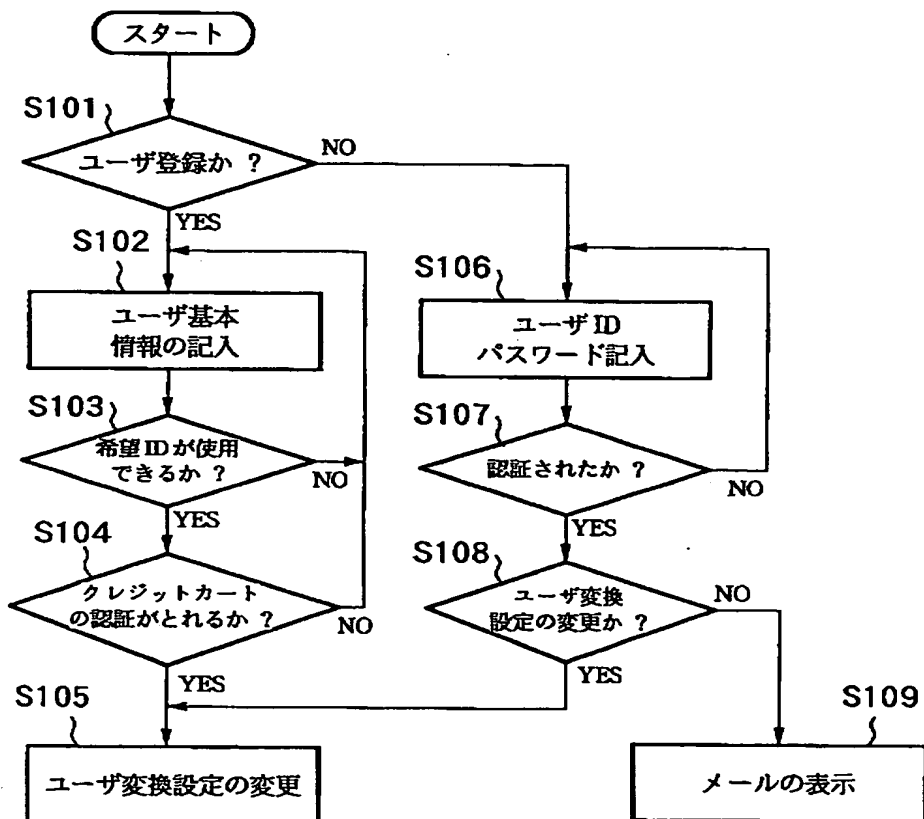 スタート
S101
ユーザ登録か ?
NO
YES
S102
ユーザ基本
情報の記入
S103
希望IDが使用
できるか ?
NO
YES
S104
クレジットカート
の認証がとれるか ?
NO
YES
S105
ユーザ変換設定の変更
S106
ユーザID
パスワード記入
S107
認証されたか ?
NO
YES
S108
ユーザ変換
設定の変更か ?
NO
YES
S109
メールの表示